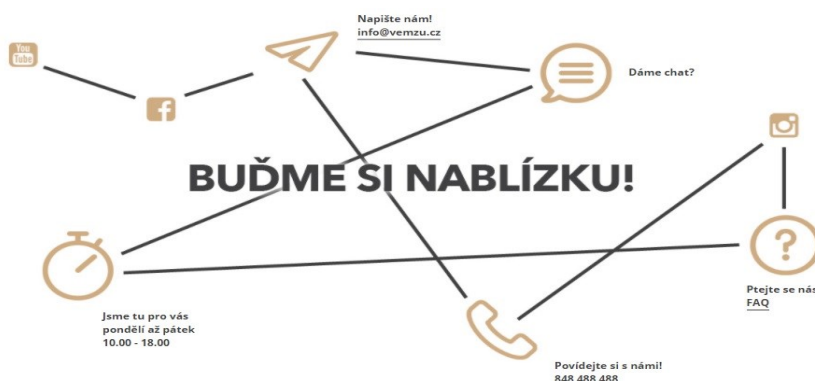 You
Tube
Napište nám!
info@vemzu.cz
Dáme chat?
BUĎME SI NABLÍZKU!
Jsme tu pro vás
pondělí až pátek
10.00 - 18.00
Ptejte se nás
FAQ
Povídejte si s námi!
848 488 488